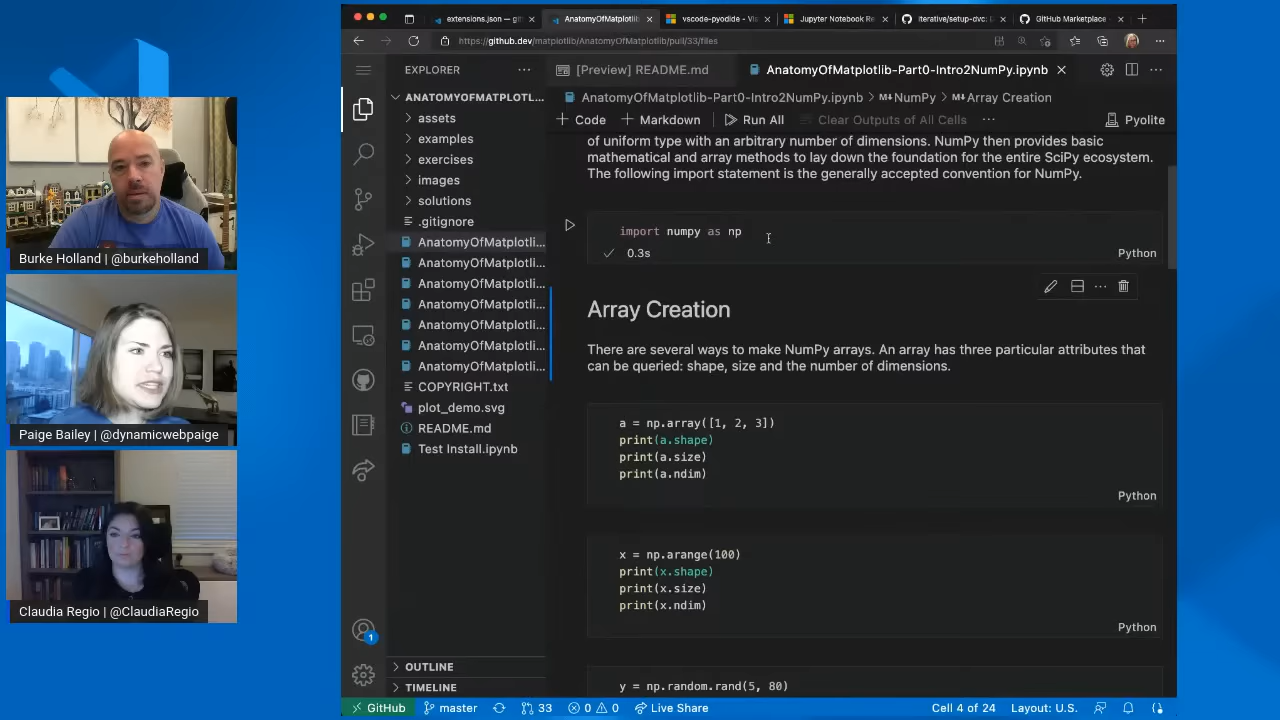 extensions.json — git
AnatomyOfMatplotlib
vscode-pyodide - Vis
Jupyter Notebook Re
iterative/setup-dvc:
GitHub Marketplace
https://github.dev/matplotlib/AnatomyOfMatplotlib/pull/33/files
EXPLORER
[Preview] README.md
AnatomyOfMatplotlib-Part0-Intro2NumPy.ipynb
ANATOMYOFMATPLOTL...
AnatomyOfMatplotlib-Part0-Intro2NumPy.ipynb > NumPy > Array Creation
+ Code + Markdown Run All Clear Outputs of All Cells ... Pyolite
assets
examples
exercises
images
solutions
.gitignore
AnatomyOfMatplotli...
AnatomyOfMatplotli...
AnatomyOfMatplotli...
AnatomyOfMatplotli...
AnatomyOfMatplotli...
AnatomyOfMatplotli...
AnatomyOfMatplotli...
COPYRIGHT.txt
plot_demo.svg
README.md
Test Install.ipynb
OUTLINE
TIMELINE
of uniform type with an arbitrary number of dimensions. NumPy then provides basic
mathematical and array methods to lay down the foundation for the entire SciPy ecosystem.
The following import statement is the generally accepted convention for NumPy.
import numpy as np
0.3s
Python
Array Creation
There are several ways to make NumPy arrays. An array has three particular attributes that
can be queried: shape, size and the number of dimensions.
a = np.array([1, 2, 3])
print(a.shape)
print(a.size)
print(a.ndim)
Python
x = np.arange(100)
print(x.shape)
print(x.size)
print(x.ndim)
Python
y = np.random.rand(5, 80)
1
GitHub master 33 0 0 Live Share Cell 4 of 24 Layout: U.S.
Burke Holland | @burkeholland
Paige Bailey | @dynamicwebpaige
Claudia Regio | @ClaudiaRegio